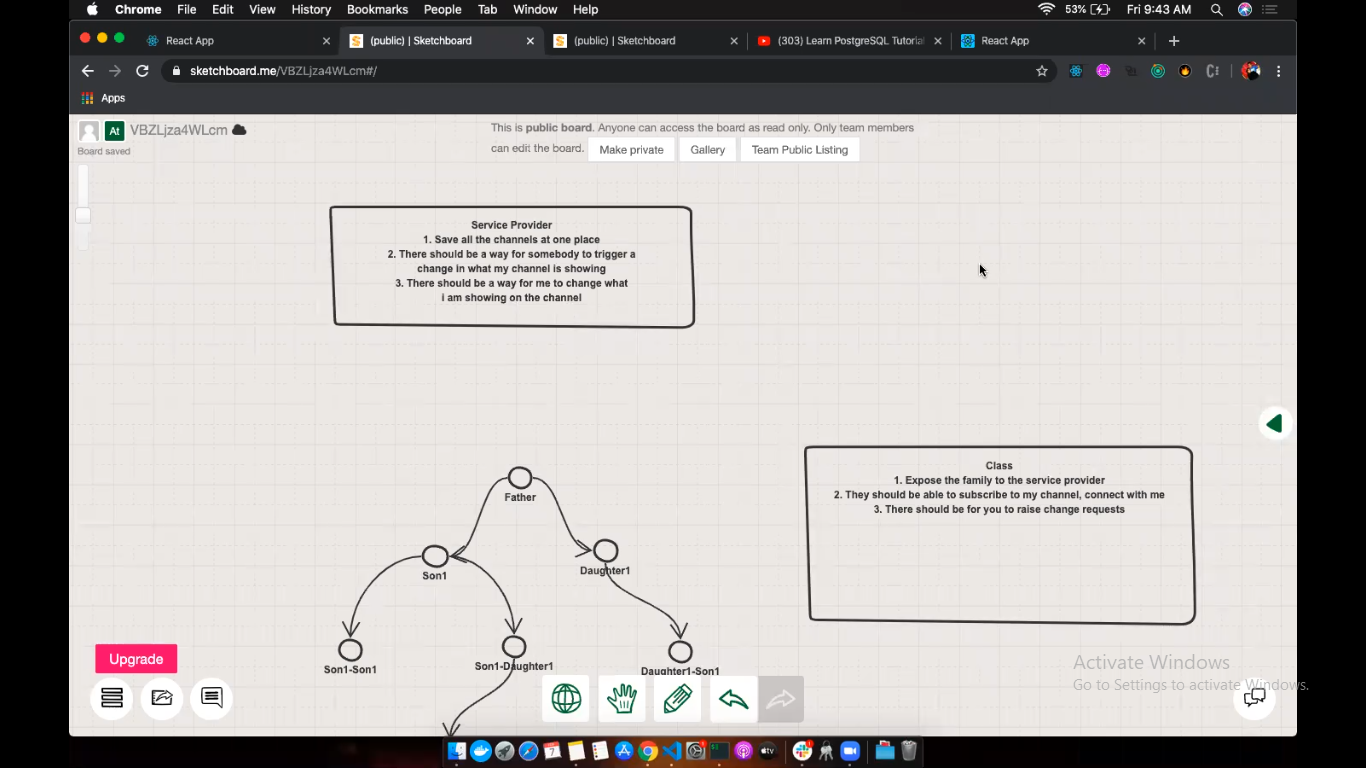 Chrome File Edit View History Bookmarks People Tab Window Help 53% Fri 9:43 AM
React App (public) | Sketchboard (public) | Sketchboard (303) Learn PostgreSQL Tutorial React App
sketchboard.me/VBZLjza4WLcm#/
Apps
At VBZLjza4WLcm
Board saved
This is public board. Anyone can access the board as read only. Only team members
can edit the board. Make private Gallery Team Public Listing
Service Provider
1. Save all the channels at one place
2. There should be a way for somebody to trigger a
change in what my channel is showing
3. There should be a way for me to change what
i am showing on the channel
Class
1. Expose the family to the service provider
2. They should be able to subscribe to my channel, connect with me
3. There should be for you to raise change requests
Father
Son1
Daughter1
Son1-Son1
Son1-Daughter1
Daughter1-Son1
Upgrade
Activate Windows
Go to Settings to activate Windows.